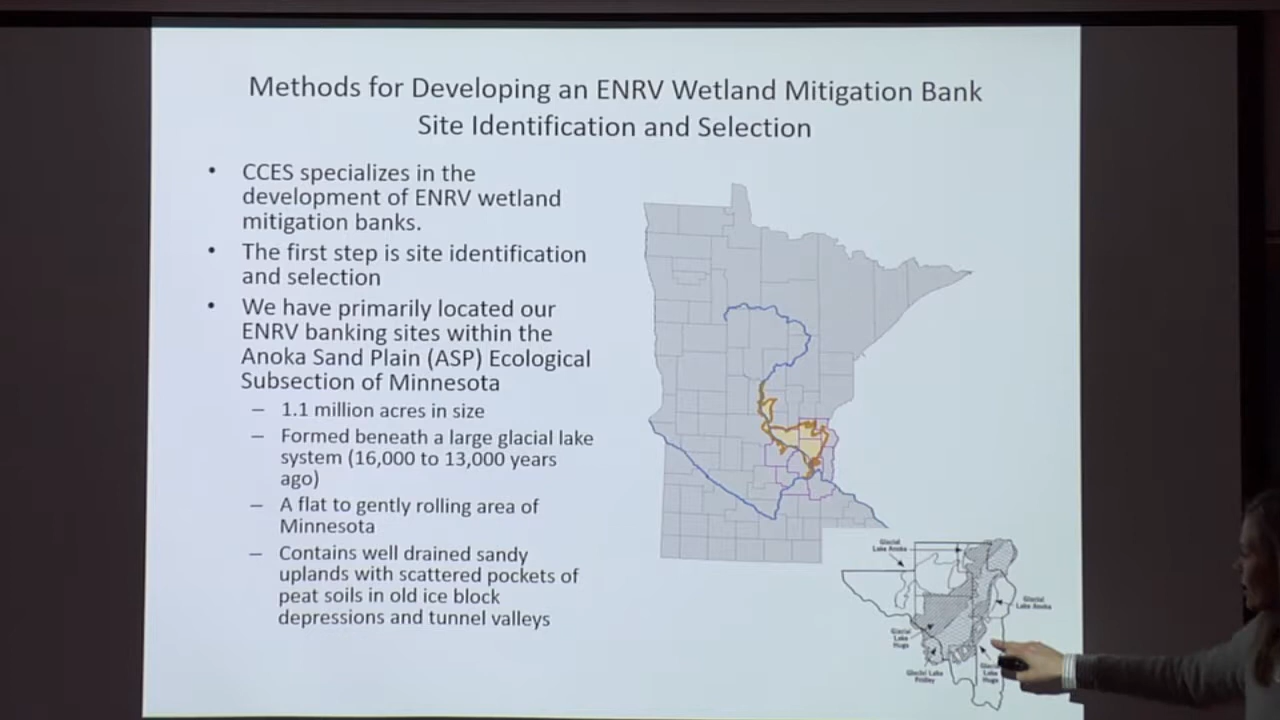 Methods for Developing an ENRV Wetland Mitigation Bank
Site Identification and Selection
• CCES specializes in the
development of ENRV wetland
mitigation banks.
• The first step is site identification
and selection
• We have primarily located our
ENRV banking sites within the
Anoka Sand Plain (ASP) Ecological
Subsection of Minnesota
– 1.1 million acres in size
– Formed beneath a large glacial lake
system (16,000 to 13,000 years
ago)
– A flat to gently rolling area of
Minnesota
– Contains well drained sandy
uplands with scattered pockets of
peat soils in old ice block
depressions and tunnel valleys
Glacial
Lake Anoka
Glacial
Lake Anoka
Glacial
Lake
Hugo
Glacial Lake
Fridley
Lake
Hugo